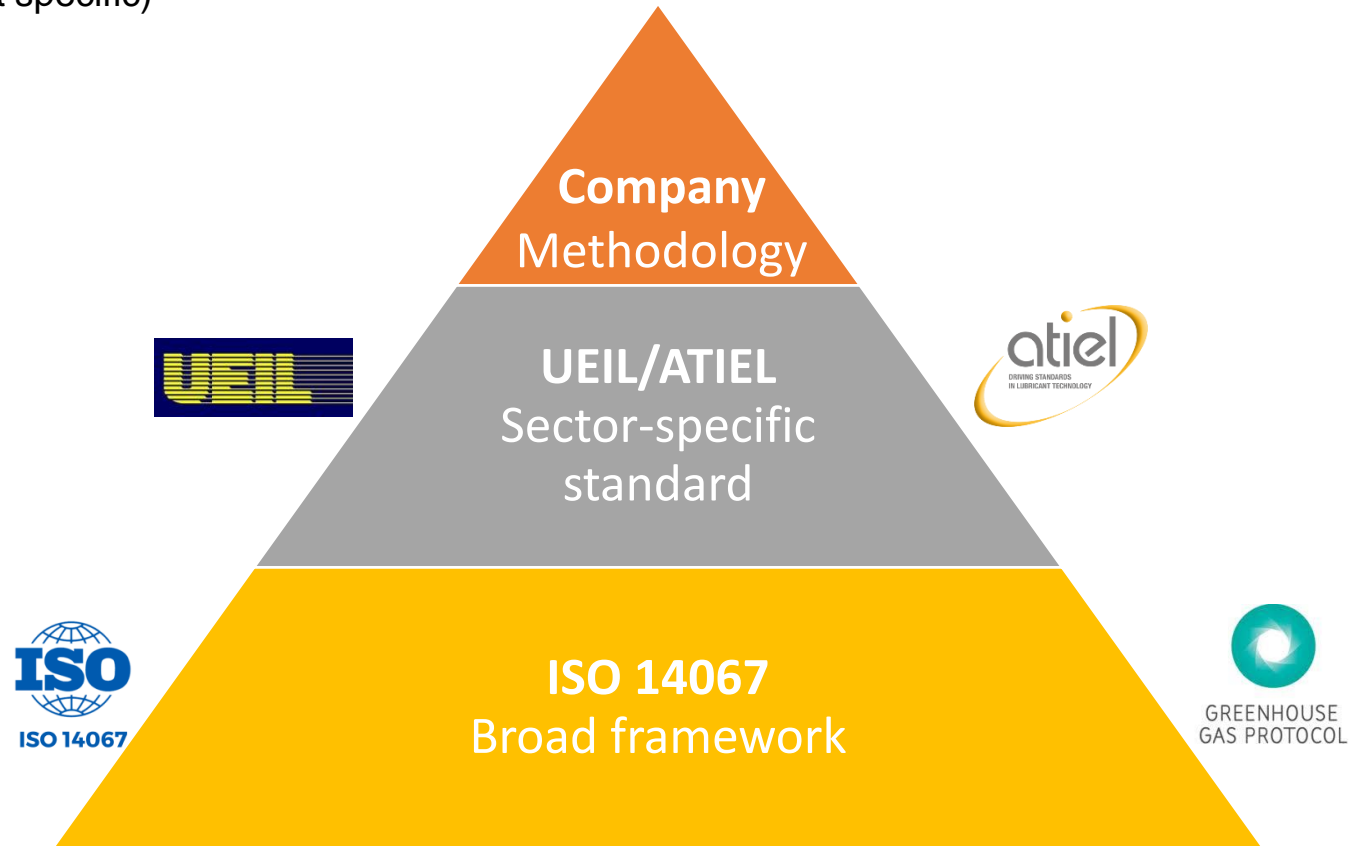 specific)
Company
Methodology
UEIL
UEIL/ATIEL
Sector-specific
standard
atiel
DRIVING STANDARDS
IN LUBRICANT TECHNOLOGY
ISO
ISO 14067
ISO 14067
Broad framework
GREENHOUSE
GAS PROTOCOL